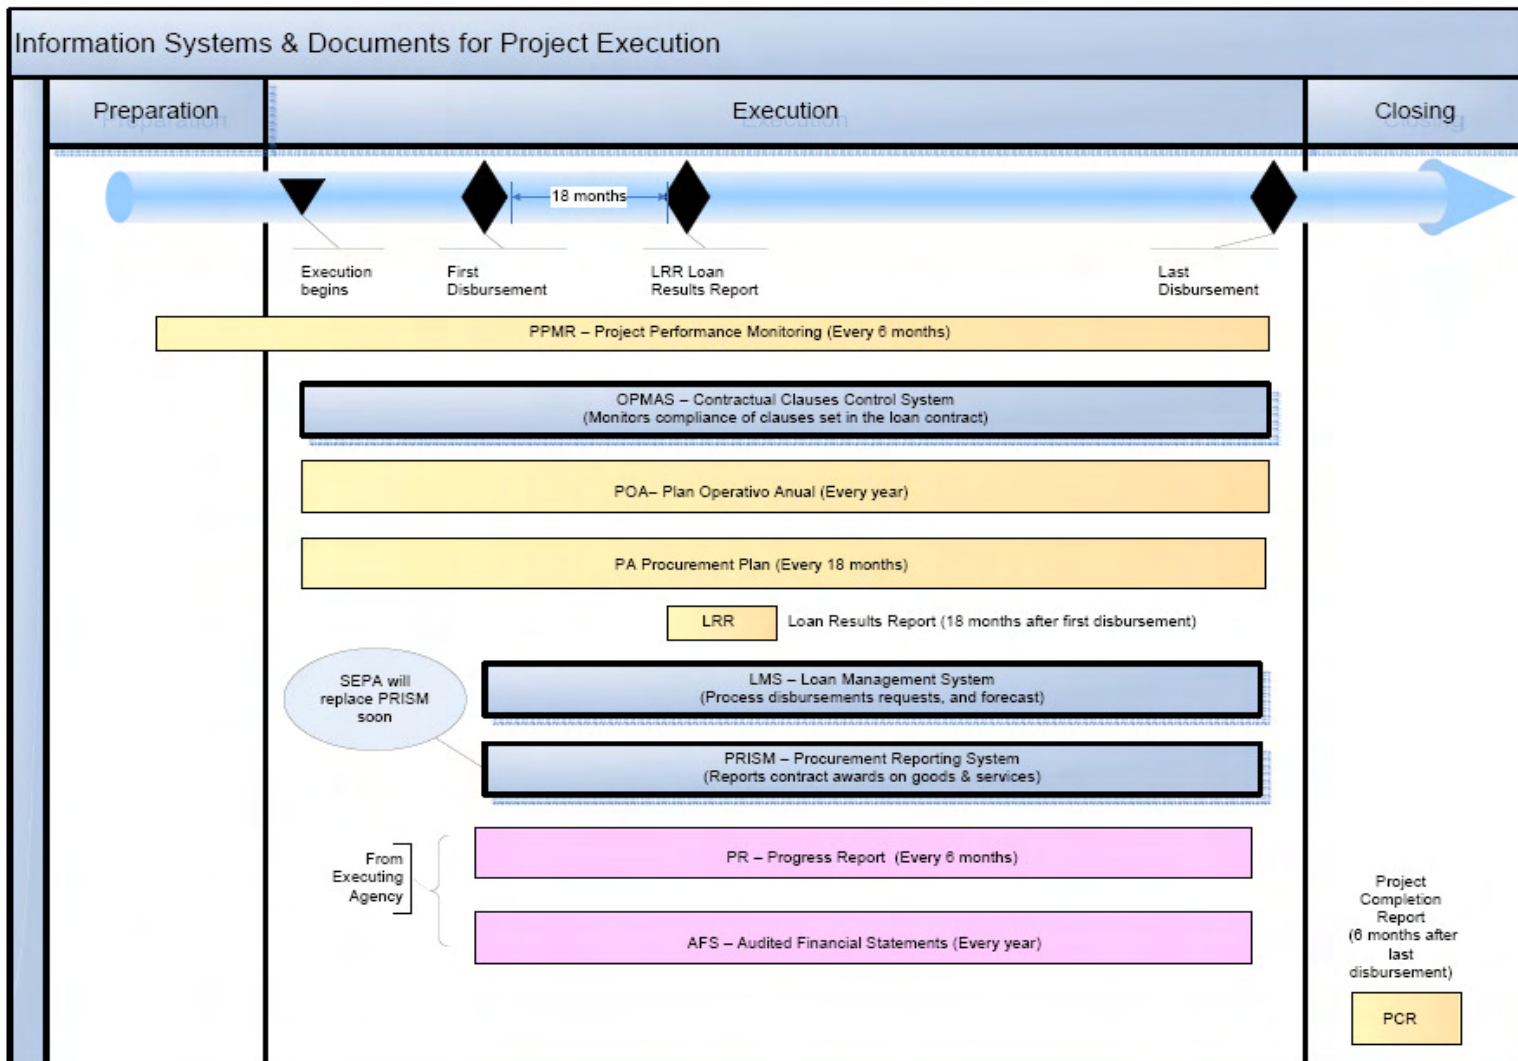 Information Systems & Documents for Project Execution
Preparation
Execution
Closing
18 months
Execution
begins
First
Disbursement
LRR Loan
Results Report
Last
Disbursement
PPMR – Project Performance Monitoring (Every 6 months)
OPMAS – Contractual Clauses Control System
(Monitors compliance of clauses set in the loan contract)
POA– Plan Operativo Anual (Every year)
PA Procurement Plan (Every 18 months)
LRR
Loan Results Report (18 months after first disbursement)
SEPA will
replace PRISM
soon
LMS – Loan Management System
(Process disbursements requests, and forecast)
PRISM – Procurement Reporting System
(Reports contract awards on goods & services)
From
Executing
Agency
PR – Progress Report (Every 6 months)
AFS – Audited Financial Statements (Every year)
Project
Completion
Report
(6 months after
last
disbursement)
PCR